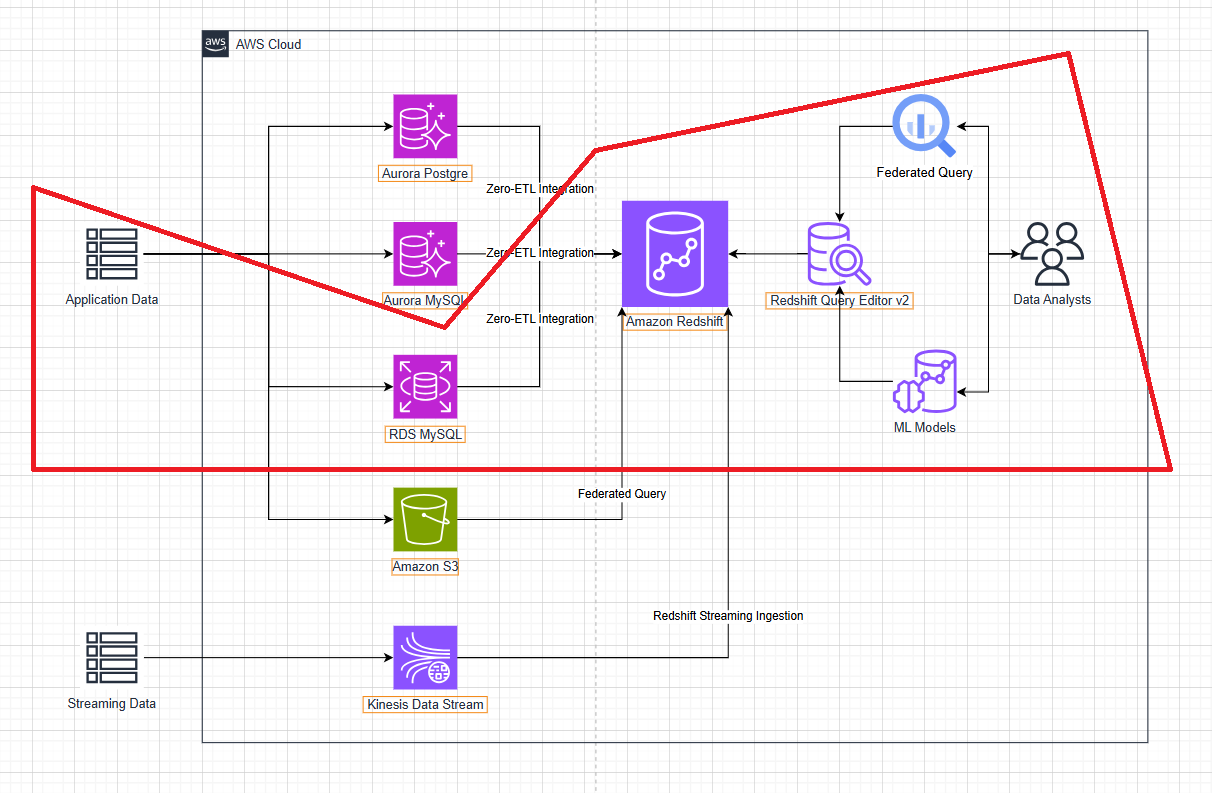 aws
AWS Cloud
Aurora Postgre
Federated Query
Zero-ETL Integration
Zero-ETL Integration
Application Data
Aurora MySQL
Redshift Query Editor v2
Data Analysts
Zero-ETL Integration
Amazon Redshift
RDS MySQL
ML Models
Federated Query
Amazon S3
Redshift Streaming Ingestion
Streaming Data
Kinesis Data Stream